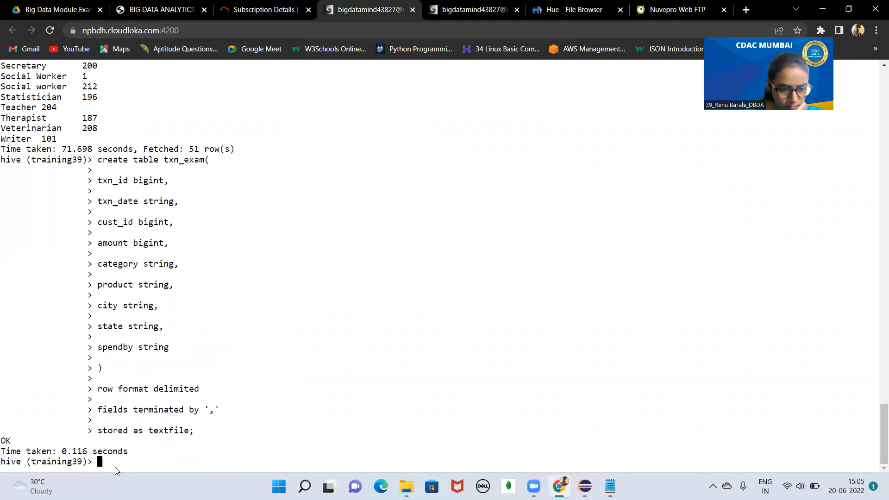 Big Data Module Exam
BIG DATA ANALYTICS
Subscription Details |
bigdatamind43827@
bigdatamind43827@
Hue - File Browser
Nuvepro Web FTP
npbdh.cloudloka.com:4200
Gmail
YouTube
Maps
Aptitude Questions...
Google Meet
W3Schools Online...
Python Programmi...
34 Linux Basic Com...
AWS Management...
JSON Introduction
»
CDAC MUMBAI
39_Renu Barale_DBDA
Secretary 200
Social Worker 1
Social worker 212
Statistician 196
Teacher 204
Therapist 187
Veterinarian 208
Writer 101
Time taken: 71.698 seconds, Fetched: 51 row(s)
hive (training39)> create table txn_exam(
>
> txn_id bigint,
>
> txn_date string,
>
> cust_id bigint,
>
> amount bigint,
>
> category string,
>
> product string,
>
> city string,
>
> state string,
>
> spendby string
>
> )
>
> row format delimited
>
> fields terminated by ','
>
> stored as textfile;
OK
Time taken: 0.116 seconds
hive (training39)>
30°C
Cloudy
ENG
IN
15:05
20-06-2022